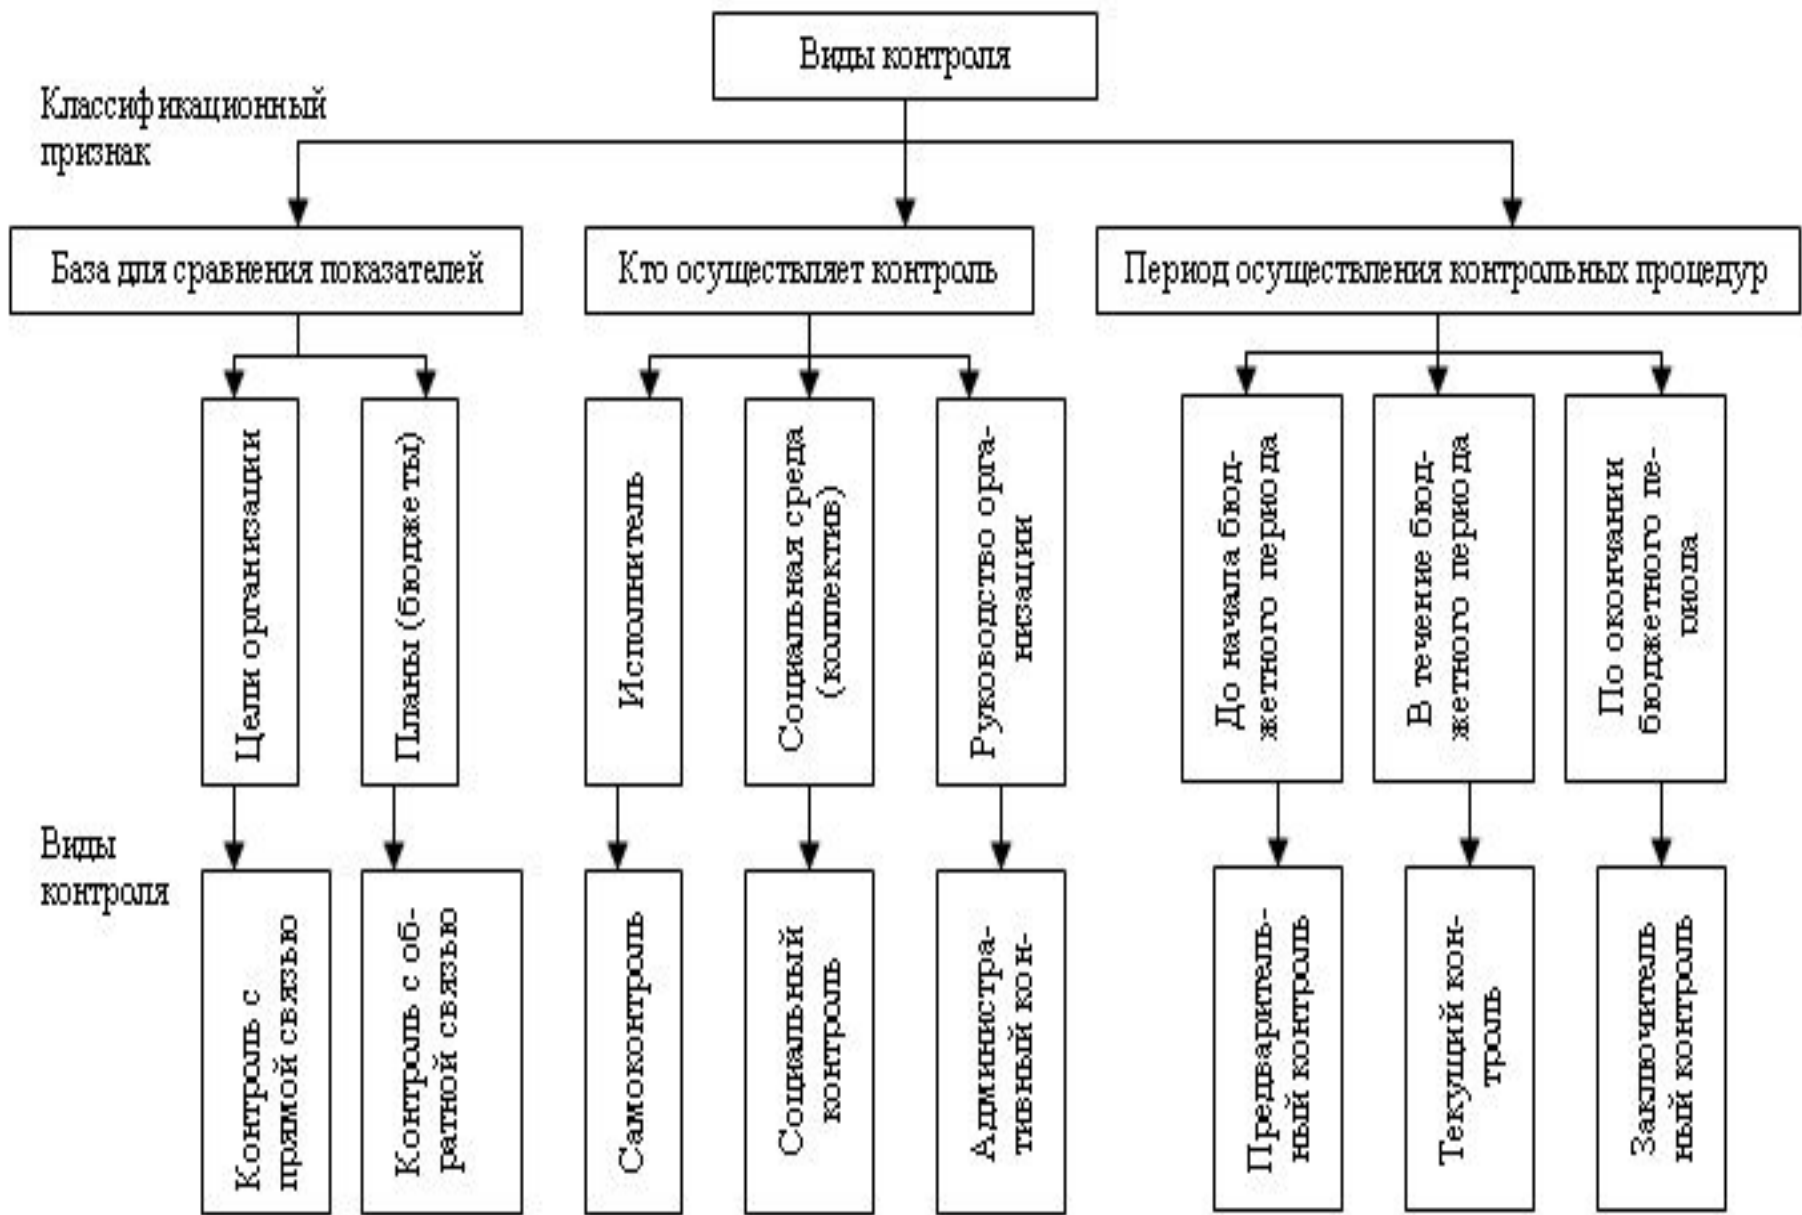 Виды контроля
Классификационный
признак
База для сравнения показателей
Кто осуществляет контроль
Период осуществления контрольных процедур
Цели организации
Планы (бюджеты)
Исполнитель
Социальная среда
(коллектив)
Руководство орга-
низации
До начала бюд-
жетного периода
В течение бюд-
жетного периода
По окончании
бюджетного пе-
риода
Виды
контроля
Контроль с
прямой связью
Контроль с об-
ратной связью
Самоконтроль
Социальный
контроль
Администра-
тивный кон-
Предваритель-
ный контроль
Текущий кон-
троль
Заключитель
ный контроль